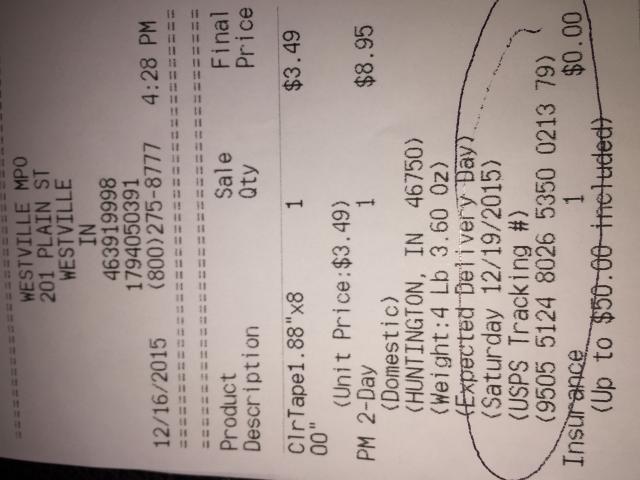 WESTVILLE MPO
201 PLAIN ST
WESTVILLE
IN
463919998
1794050391
12/16/2015 (800)275-8777 4:28 PM
Product Sale Final
Description Qty Price
ClrTape1.88"x8 1 $3.49
00"
(Unit Price:$3.49)
PM 2-Day 1 $8.95
(Domestic)
(HUNTINGTON, IN 46750)
(Weight:4 Lb 3.60 Oz)
(Expected Delivery Day)
(Saturday 12/19/2015)
(USPS Tracking #)
(9505 5124 8026 5350 0213 79)
Insurance 1 $0.00
(Up to $50.00 included)